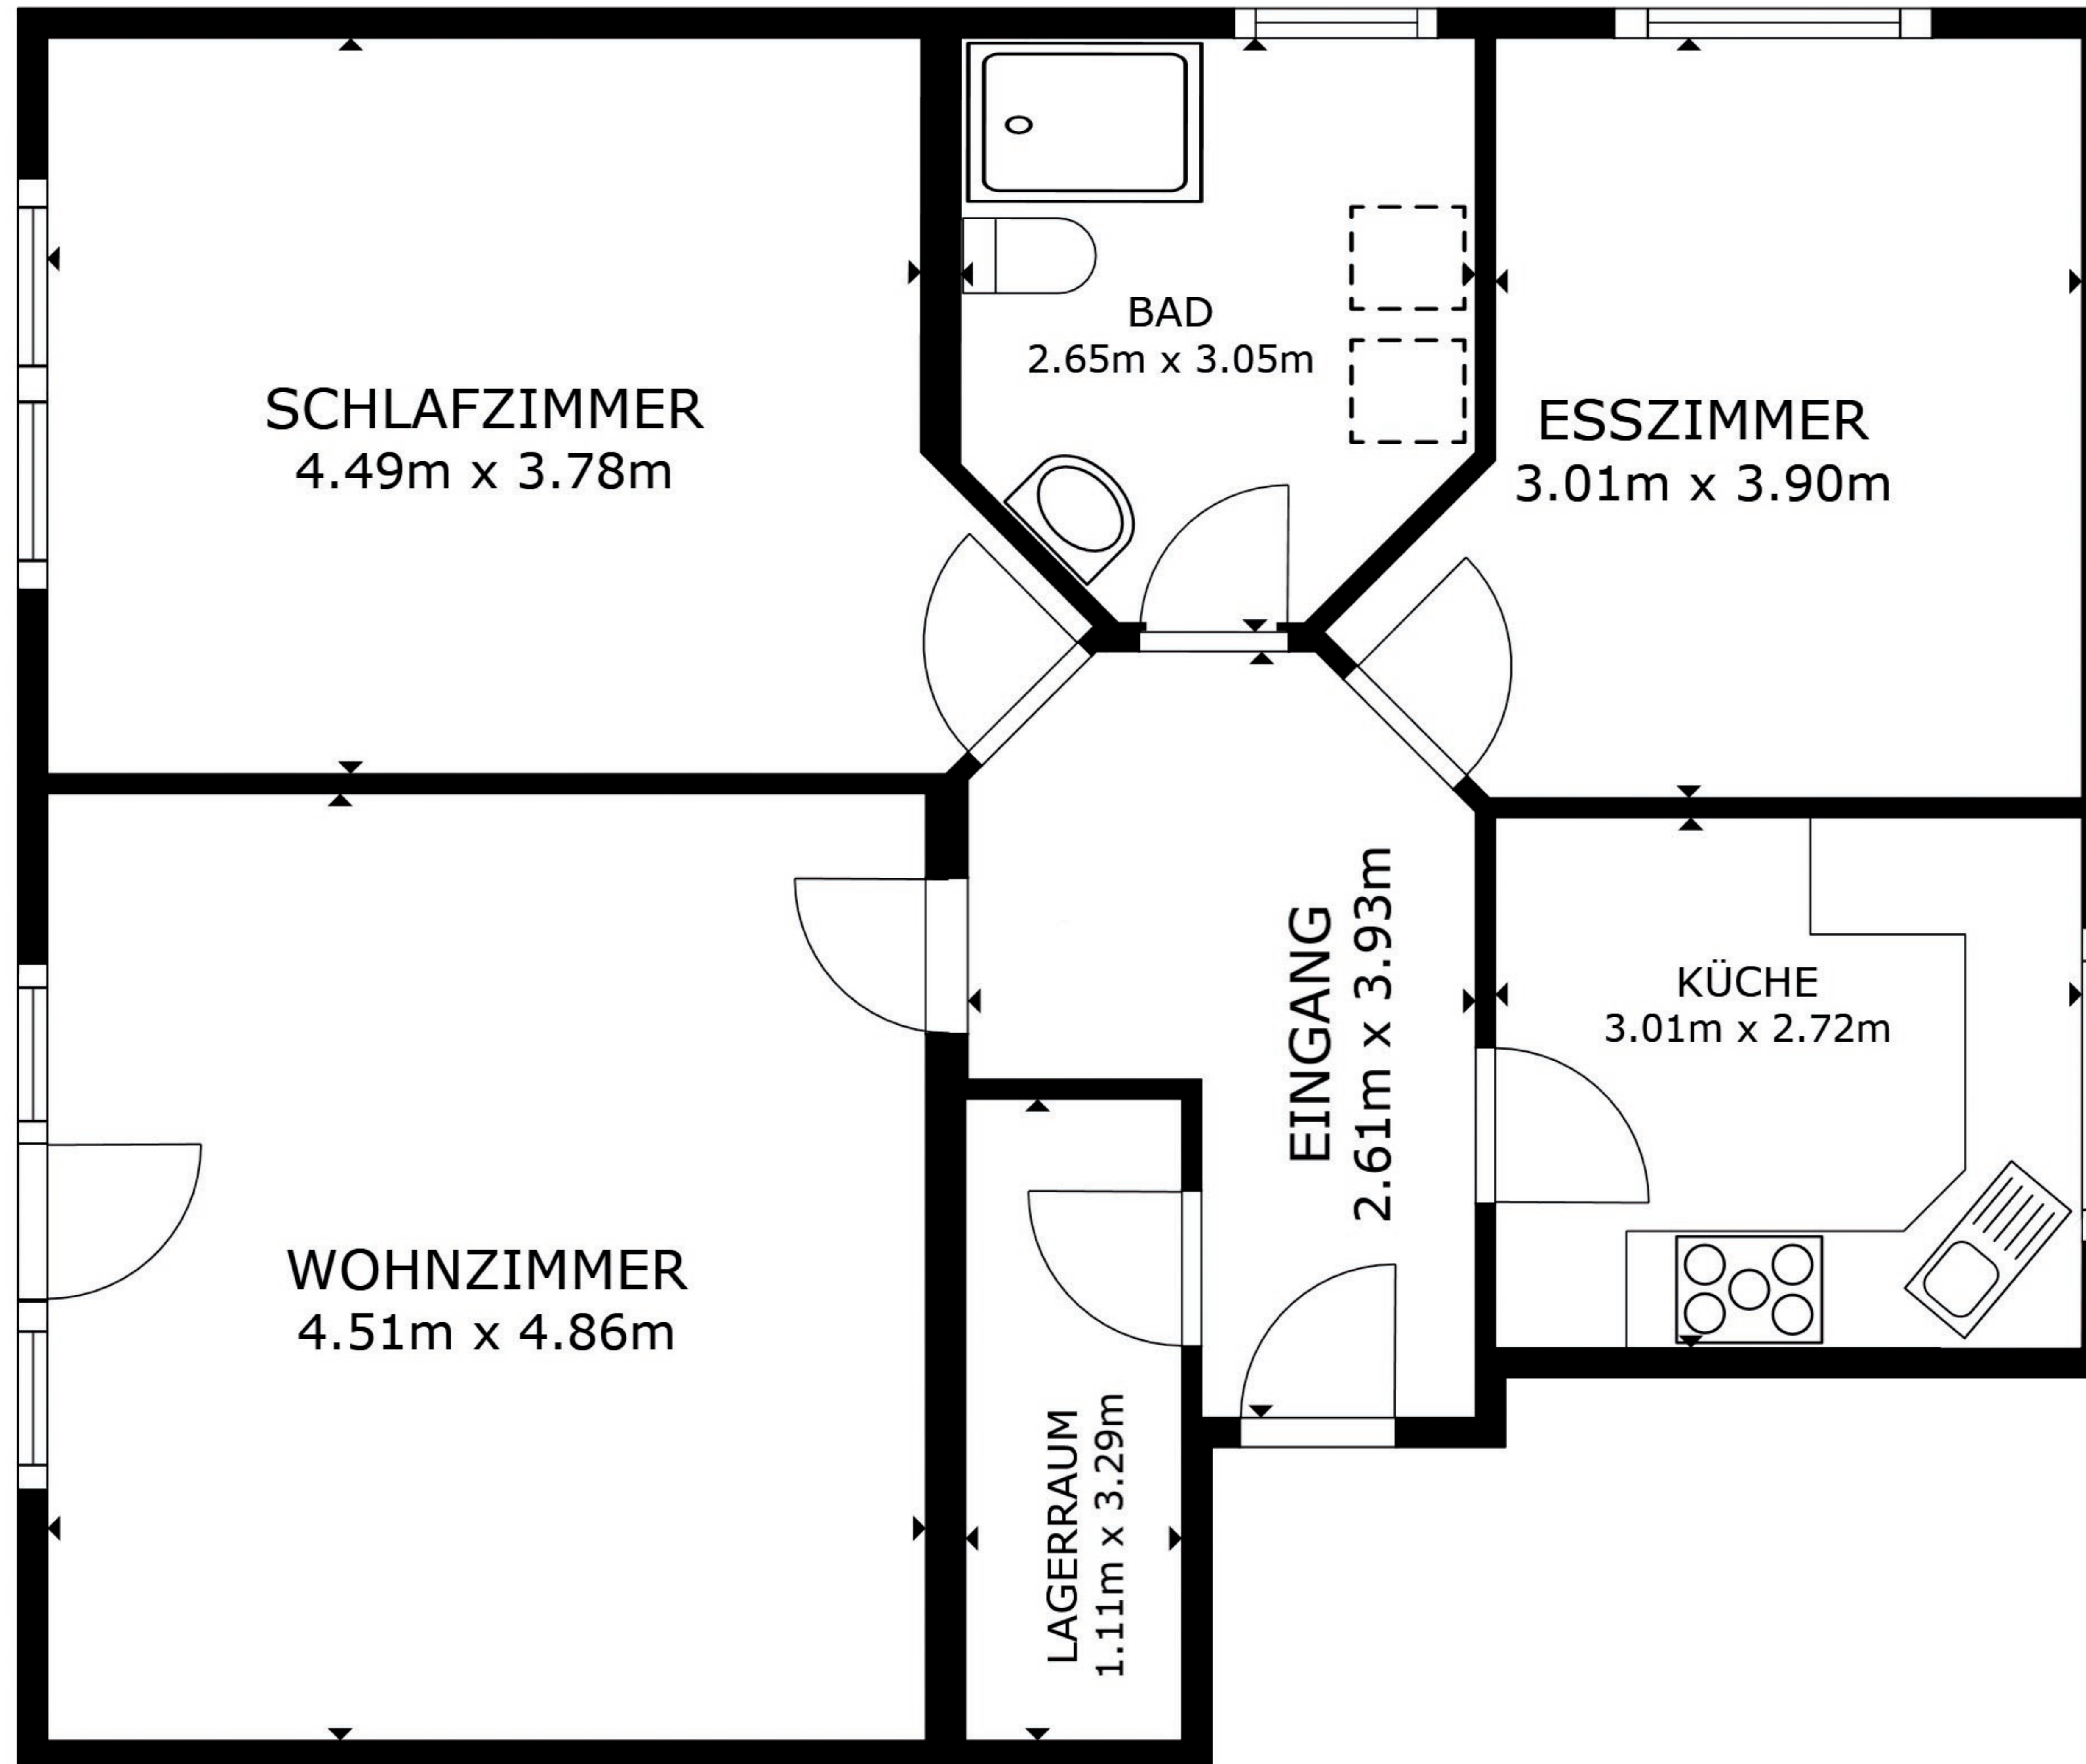 BAD
2.65m x 3.05m
SCHLAFZIMMER
4.49m x 3.78m
ESSZIMMER
3.01m x 3.90m
EINGANG
2.61m x 3.93m
KÜCHE
3.01m x 2.72m
WOHNZIMMER
4.51m x 4.86m
LAGERRAUM
1.11m x 3.29m